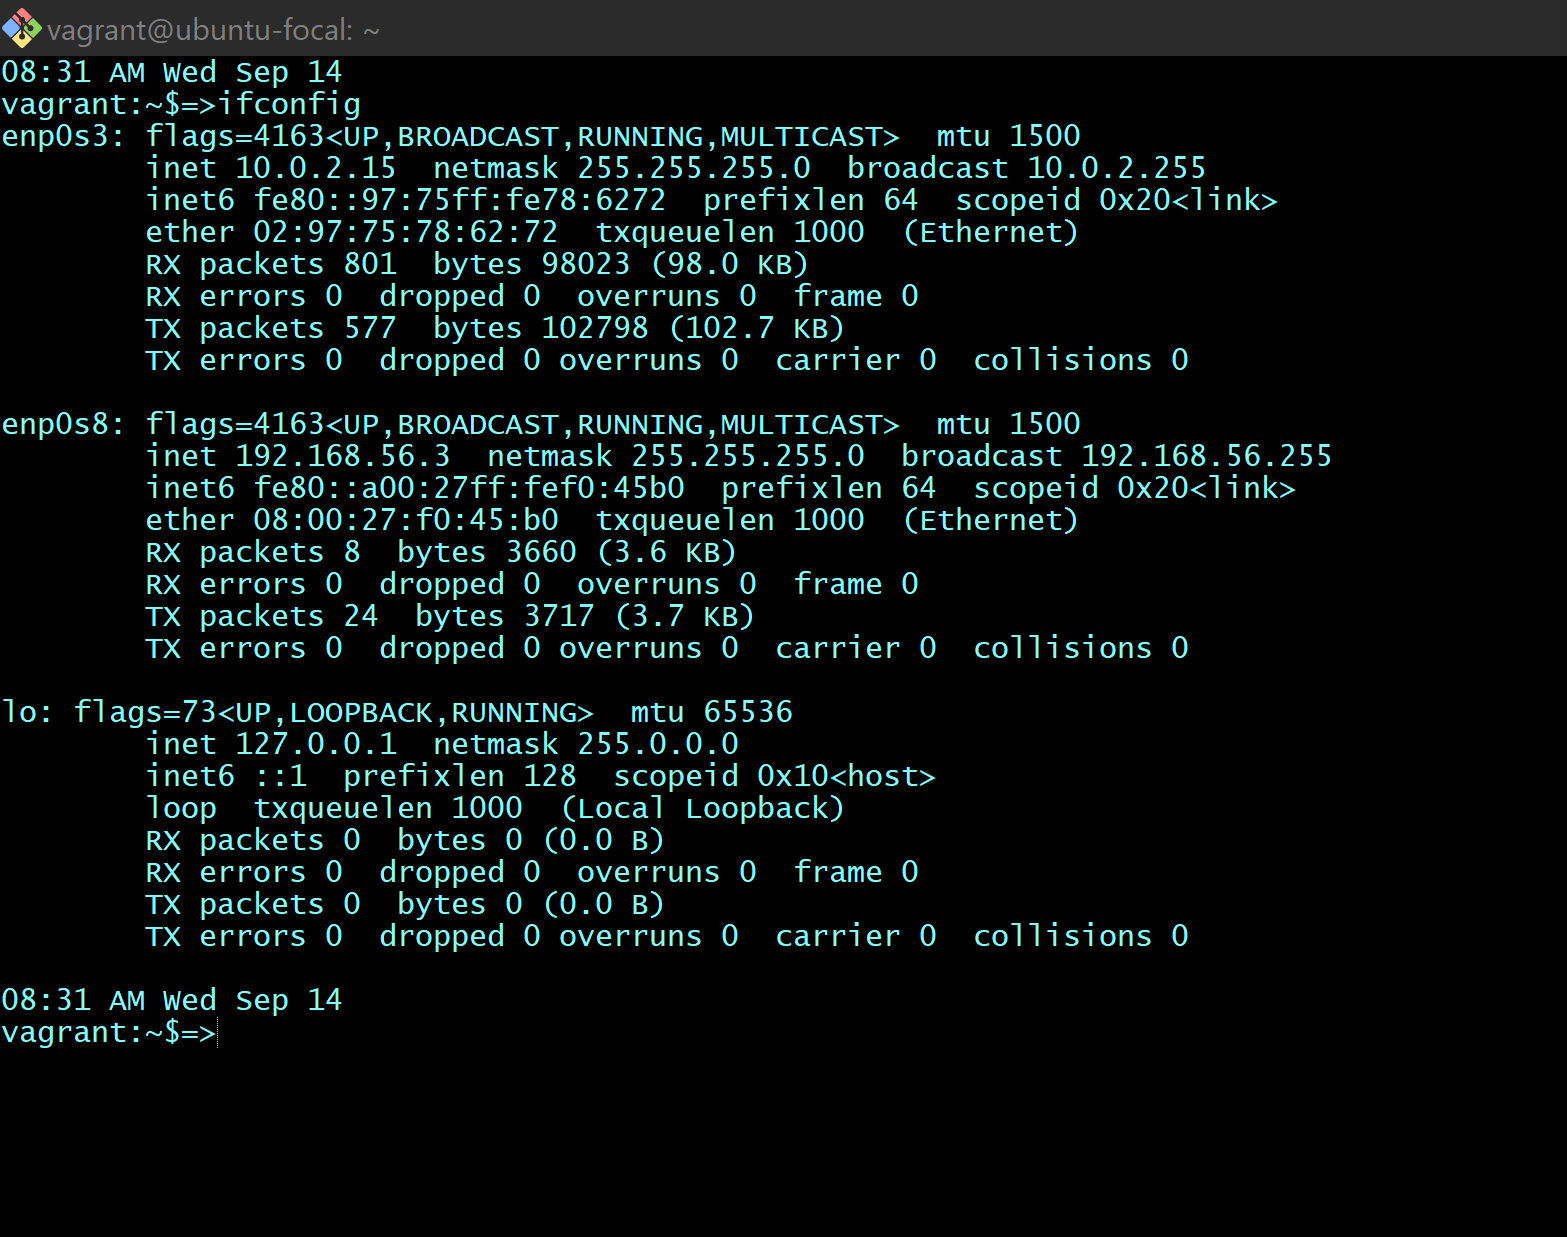 vagrant@ubuntu-focal: ~
08:31 AM Wed Sep 14
vagrant:~$=>ifconfig
enp0s3: flags=4163<UP,BROADCAST,RUNNING,MULTICAST>  mtu 1500
        inet 10.0.2.15  netmask 255.255.255.0  broadcast 10.0.2.255
        inet6 fe80::97:75ff:fe78:6272  prefixlen 64  scopeid 0x20<link>
        ether 02:97:75:78:62:72  txqueuelen 1000  (Ethernet)
        RX packets 801  bytes 98023 (98.0 KB)
        RX errors 0  dropped 0  overruns 0  frame 0
        TX packets 577  bytes 102798 (102.7 KB)
        TX errors 0  dropped 0 overruns 0  carrier 0  collisions 0

enp0s8: flags=4163<UP,BROADCAST,RUNNING,MULTICAST>  mtu 1500
        inet 192.168.56.3  netmask 255.255.255.0  broadcast 192.168.56.255
        inet6 fe80::a00:27ff:fef0:45b0  prefixlen 64  scopeid 0x20<link>
        ether 08:00:27:f0:45:b0  txqueuelen 1000  (Ethernet)
        RX packets 8  bytes 3660 (3.6 KB)
        RX errors 0  dropped 0  overruns 0  frame 0
        TX packets 24  bytes 3717 (3.7 KB)
        TX errors 0  dropped 0 overruns 0  carrier 0  collisions 0

lo: flags=73<UP,LOOPBACK,RUNNING>  mtu 65536
        inet 127.0.0.1  netmask 255.0.0.0
        inet6 ::1  prefixlen 128  scopeid 0x10<host>
        loop  txqueuelen 1000  (Local Loopback)
        RX packets 0  bytes 0 (0.0 B)
        RX errors 0  dropped 0  overruns 0  frame 0
        TX packets 0  bytes 0 (0.0 B)
        TX errors 0  dropped 0 overruns 0  carrier 0  collisions 0

08:31 AM Wed Sep 14
vagrant:~$=>